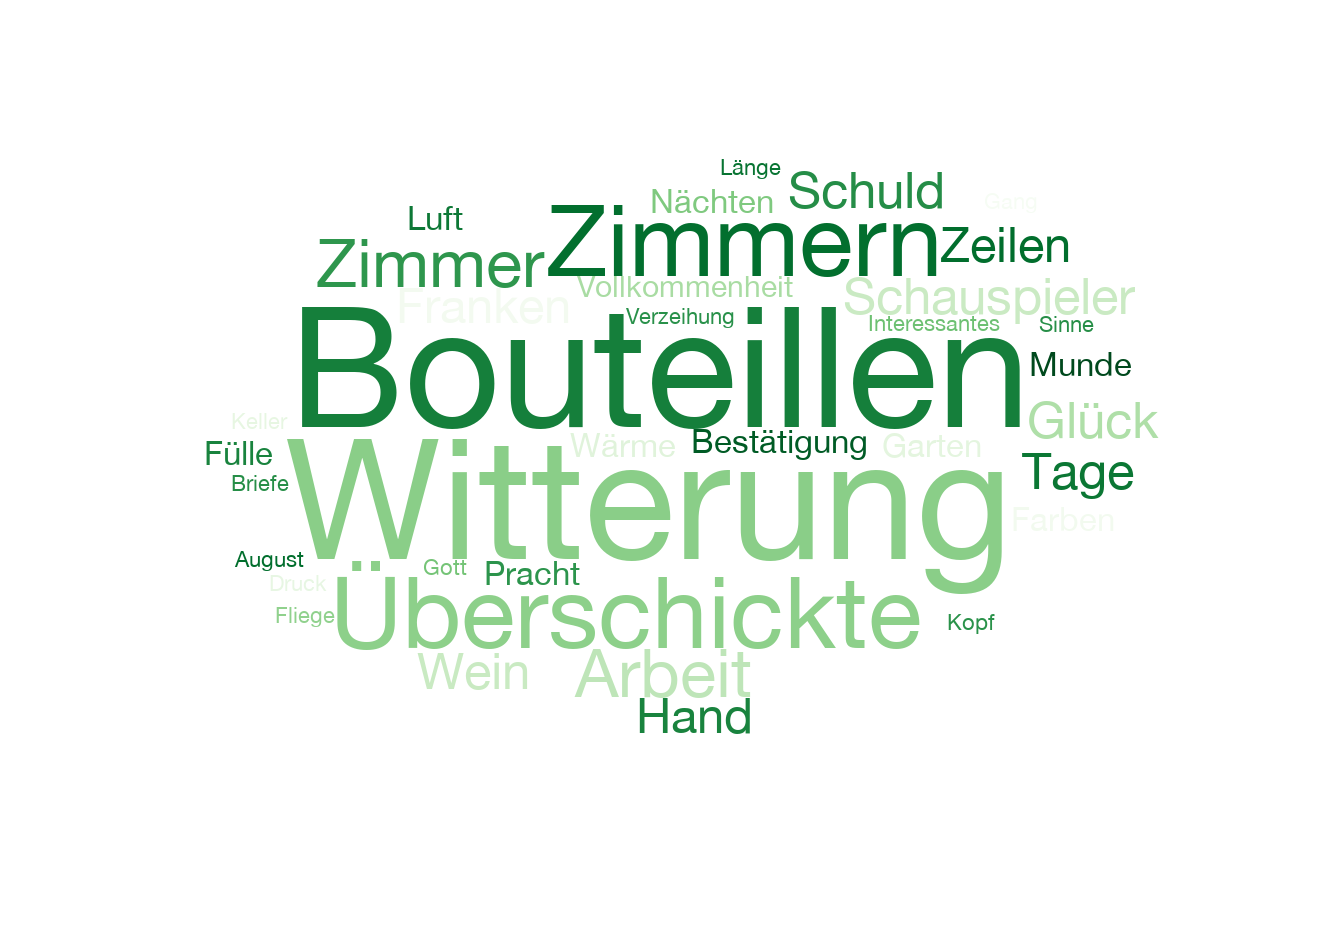 Länge
Nächten Schuld Gang
Luft Zimmern Zeilen
Zimmer
Franken Vollkommenheit Schauspieler
Verzeihung Interessantes Sinne
Bouteillen Munde
Keller Glück
Fülle Wärme Bestätigung Garten Tage
Briefe
Witterung Farben
August Gott Pracht
Druck
Fliege Überschickte Kopf
Wein Arbeit
Hand